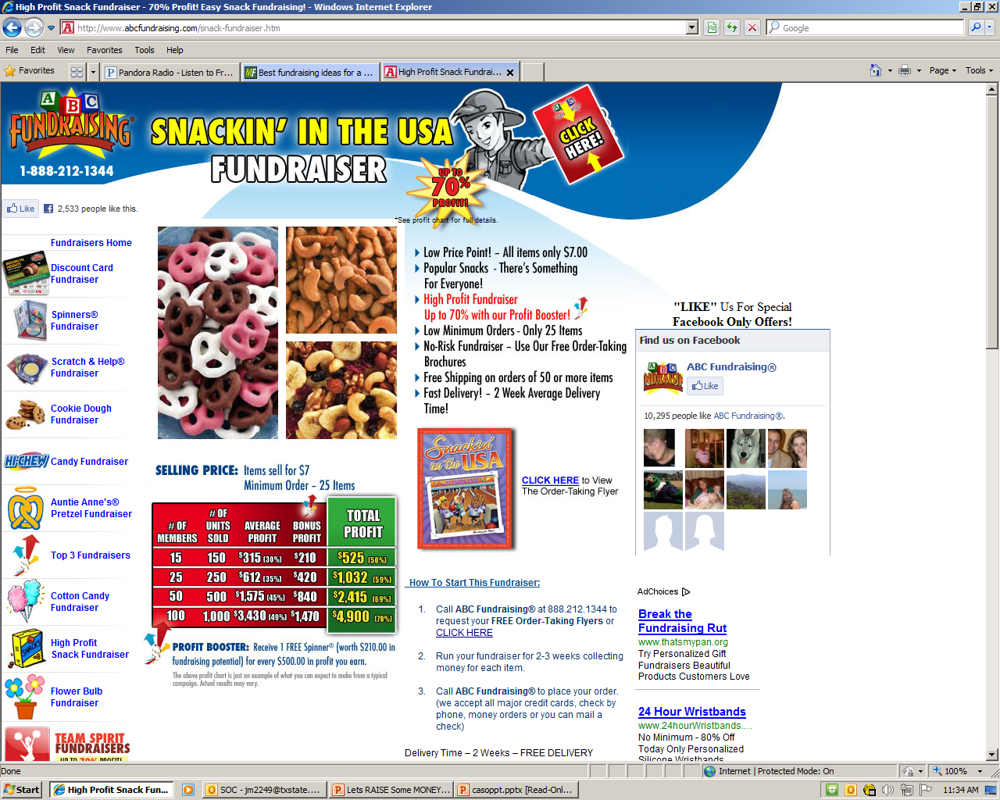 High Profit Snack Fundraiser - 70% Profit! Easy Snack Fundraising! - Windows Internet Explorer
http://www.abcfundraising.com/snack-fundraiser.htm
Google
File Edit View Favorites Tools Help
Favorites
Pandora Radio - Listen to Fr...
Best fundraising ideas for a ...
High Profit Snack Fundrai...
Page Tools
ABC
FUNDRAISING
1-888-212-1344
SNACKIN' IN THE USA
FUNDRAISER
CLICK HERE!
UP TO
70%
PROFIT!
*See profit chart for full details.
Like 2,533 people like this.
Fundraisers Home
Discount Card
Fundraiser
Spinners®
Fundraiser
Scratch & Help®
Fundraiser
Cookie Dough
Fundraiser
HI-CHEW
Candy Fundraiser
Auntie Anne's®
Pretzel Fundraiser
Top 3 Fundraisers
Cotton Candy
Fundraiser
SNACKS
High Profit
Snack Fundraiser
Flower Bulb
Fundraiser
TEAM SPIRIT
FUNDRAISERS
UP TO 70% PROFIT!
Low Price Point! – All items only $7.00
Popular Snacks - There's Something
For Everyone!
High Profit Fundraiser
Up to 70% with our Profit Booster!
Low Minimum Orders - Only 25 Items
No-Risk Fundraiser – Use Our Free Order-Taking
Brochures
Free Shipping on orders of 50 or more items
Fast Delivery! – 2 Week Average Delivery
Time!
Snackin' in the USA
CLICK HERE to View
The Order-Taking Flyer
SELLING PRICE: Items sell for $7
Minimum Order – 25 Items
# OF MEMBERS # OF UNITS SOLD AVERAGE PROFIT BONUS PROFIT TOTAL PROFIT
15 150 $315 (30%) $210 $525 (50%)
25 250 $612 (35%) $420 $1,032 (59%)
50 500 $1,575 (45%) $840 $2,415 (69%)
100 1,000 $3,430 (49%) $1,470 $4,900 (70%)
PROFIT BOOSTER: Receive 1 FREE Spinner® (worth $210.00 in
fundraising potential) for every $500.00 in profit you earn.
The above profit chart is just an example of what you can expect to make from a typical
campaign. Actual results may vary.
How To Start This Fundraiser:
1. Call ABC Fundraising® at 888.212.1344 to
request your FREE Order-Taking Flyers or
CLICK HERE
2. Run your fundraiser for 2-3 weeks collecting
money for each item.
3. Call ABC Fundraising® to place your order.
(we accept all major credit cards, check by
phone, money orders or you can mail a
check)
Delivery Time – 2 Weeks – FREE DELIVERY
"LIKE" Us For Special
Facebook Only Offers!
Find us on Facebook
ABC Fundraising®
Like
10,295 people like ABC Fundraising®.
AdChoices
Break the
Fundraising Rut
www.thatsmypan.org
Try Personalized Gift
Fundraisers Beautiful
Products Customers Love
24 Hour Wristbands
www.24hourWristbands....
No Minimum - 80% Off
Today Only Personalized
Silicone Wristbands
Done
Internet | Protected Mode: On
100%
Start
High Profit Snack Fun...
SOC - jm2249@txstate....
Lets RAISE Some MONEY...
casoppt.pptx [Read-Onl...
11:34 AM